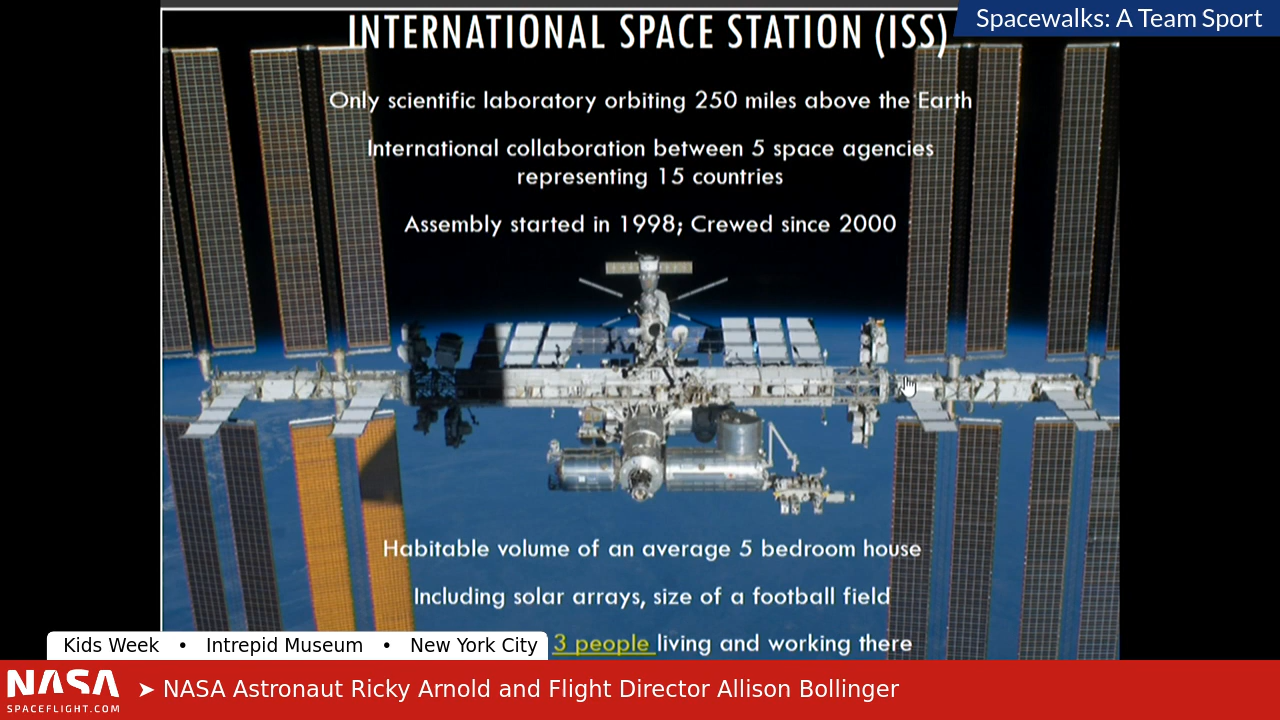 Spacewalks: A Team Sport
INTERNATIONAL SPACE STATION (ISS)
Only scientific laboratory orbiting 250 miles above the Earth
International collaboration between 5 space agencies
representing 15 countries
Assembly started in 1998; Crewed since 2000
Habitable volume of an average 5 bedroom house
Including solar arrays, size of a football field
3 people living and working there
Kids Week • Intrepid Museum • New York City
NASA
SPACEFLIGHT.COM
➤ NASA Astronaut Ricky Arnold and Flight Director Allison Bollinger